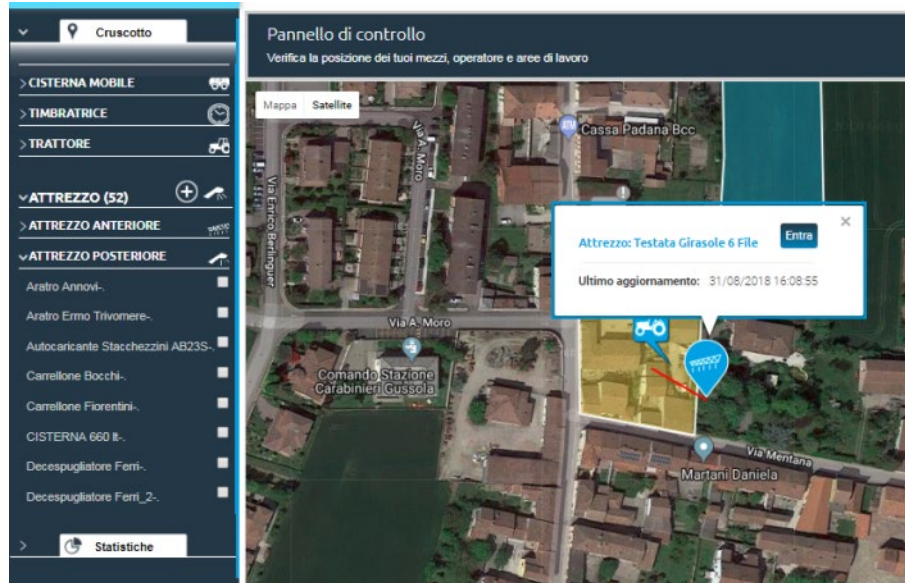 Cruscotto
CISTERNA MOBILE
TIMBRATRICE
TRATTORE
ATTREZZO (52)
ATTREZZO ANTERIORE
ATTREZZO POSTERIORE
Aratro Annovi-.
Aratro Ermo Trivomere-.
Autocaricante Stacchezzini AB23S-.
Carrellone Bocchi-.
Carrellone Fiorentini-.
CISTERNA 660 lt-.
Decespugliatore Ferri-.
Decespugliatore Ferri_2-.
Statistiche
Pannello di controllo
Verifica la posizione dei tuoi mezzi, operatore e aree di lavoro
Mappa Satellite
ATM
Cassa Padana Bcc
Via A. Moro
Via Enrico Berlinguer
Attrezzo: Testata Girasole 6 File
Entra
×
Ultimo aggiornamento: 31/08/2018 16:08:55
Via A. Moro
Comando Stazione
Carabinieri Gussola
Via Mentana
Martani Daniela